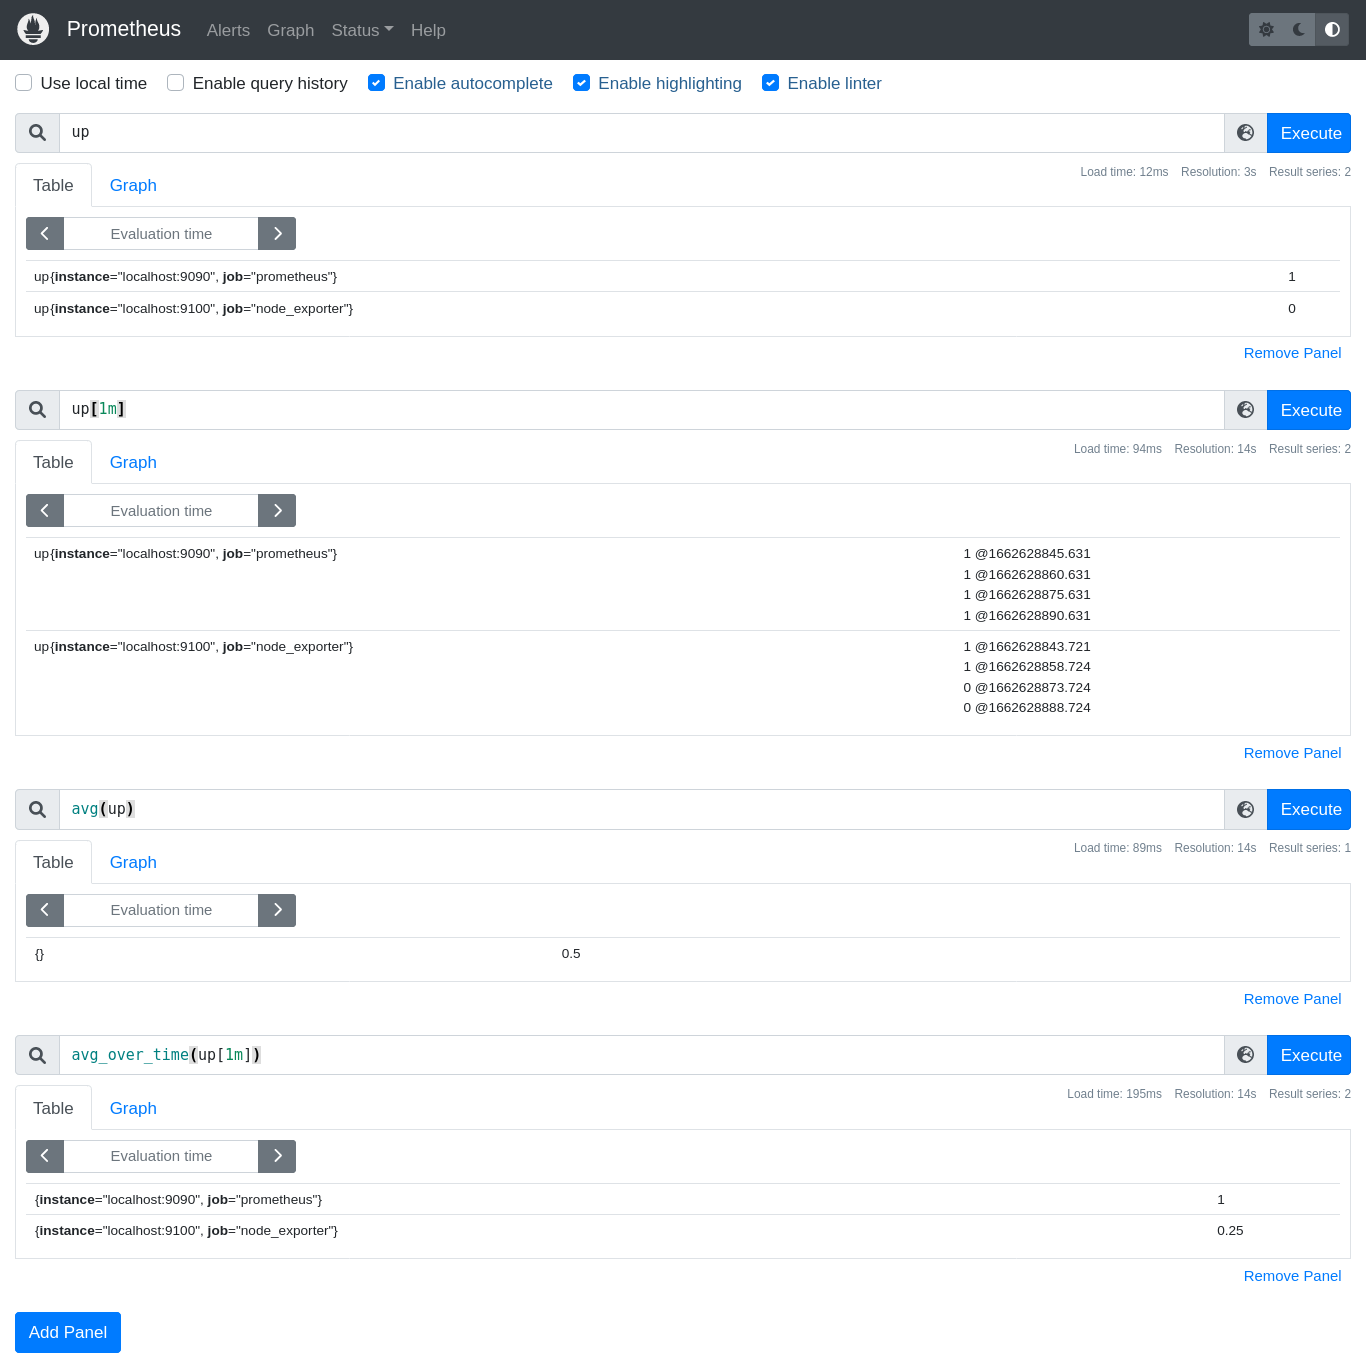 Prometheus Alerts Graph Status Help
Use local time Enable query history Enable autocomplete Enable highlighting Enable linter
up Execute
Table Graph Load time: 12ms Resolution: 3s Result series: 2
Evaluation time
up{instance="localhost:9090", job="prometheus"} 1
up{instance="localhost:9100", job="node_exporter"} 0
Remove Panel
up[1m] Execute
Table Graph Load time: 94ms Resolution: 14s Result series: 2
Evaluation time
up{instance="localhost:9090", job="prometheus"} 1 @1662628845.631
1 @1662628860.631
1 @1662628875.631
1 @1662628890.631
up{instance="localhost:9100", job="node_exporter"} 1 @1662628843.721
1 @1662628858.724
0 @1662628873.724
0 @1662628888.724
Remove Panel
avg(up) Execute
Table Graph Load time: 89ms Resolution: 14s Result series: 1
Evaluation time
{} 0.5
Remove Panel
avg_over_time(up[1m]) Execute
Table Graph Load time: 195ms Resolution: 14s Result series: 2
Evaluation time
{instance="localhost:9090", job="prometheus"} 1
{instance="localhost:9100", job="node_exporter"} 0.25
Remove Panel
Add Panel